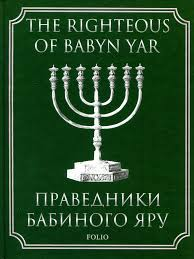 THE RIGHTEOUS
OF BABYN YAR
ПРАВЕДНИКИ
БАБИНОГО ЯРУ
FOLIO